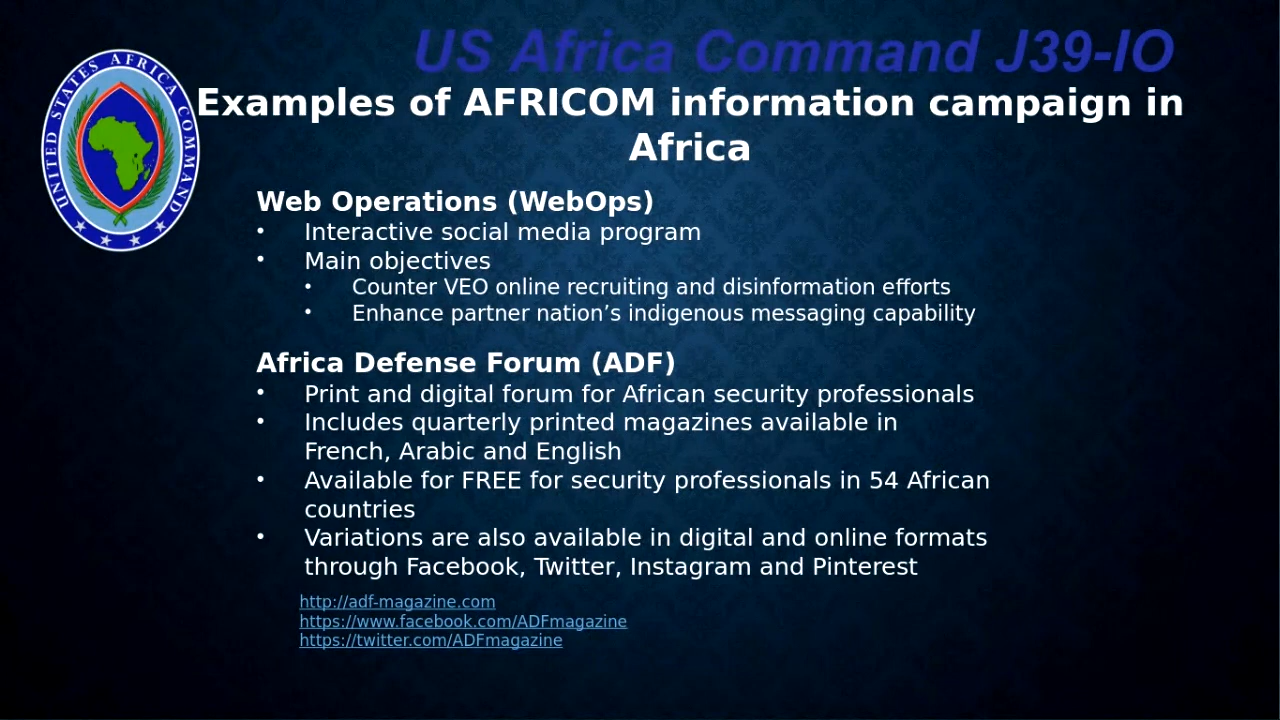 US Africa Command J39-IO
UNITED STATES AFRICA COMMAND
Examples of AFRICOM information campaign in
Africa
Web Operations (WebOps)
• Interactive social media program
• Main objectives
• Counter VEO online recruiting and disinformation efforts
• Enhance partner nation’s indigenous messaging capability
Africa Defense Forum (ADF)
• Print and digital forum for African security professionals
• Includes quarterly printed magazines available in
French, Arabic and English
• Available for FREE for security professionals in 54 African
countries
• Variations are also available in digital and online formats
through Facebook, Twitter, Instagram and Pinterest
http://adf-magazine.com
https://www.facebook.com/ADFmagazine
https://twitter.com/ADFmagazine